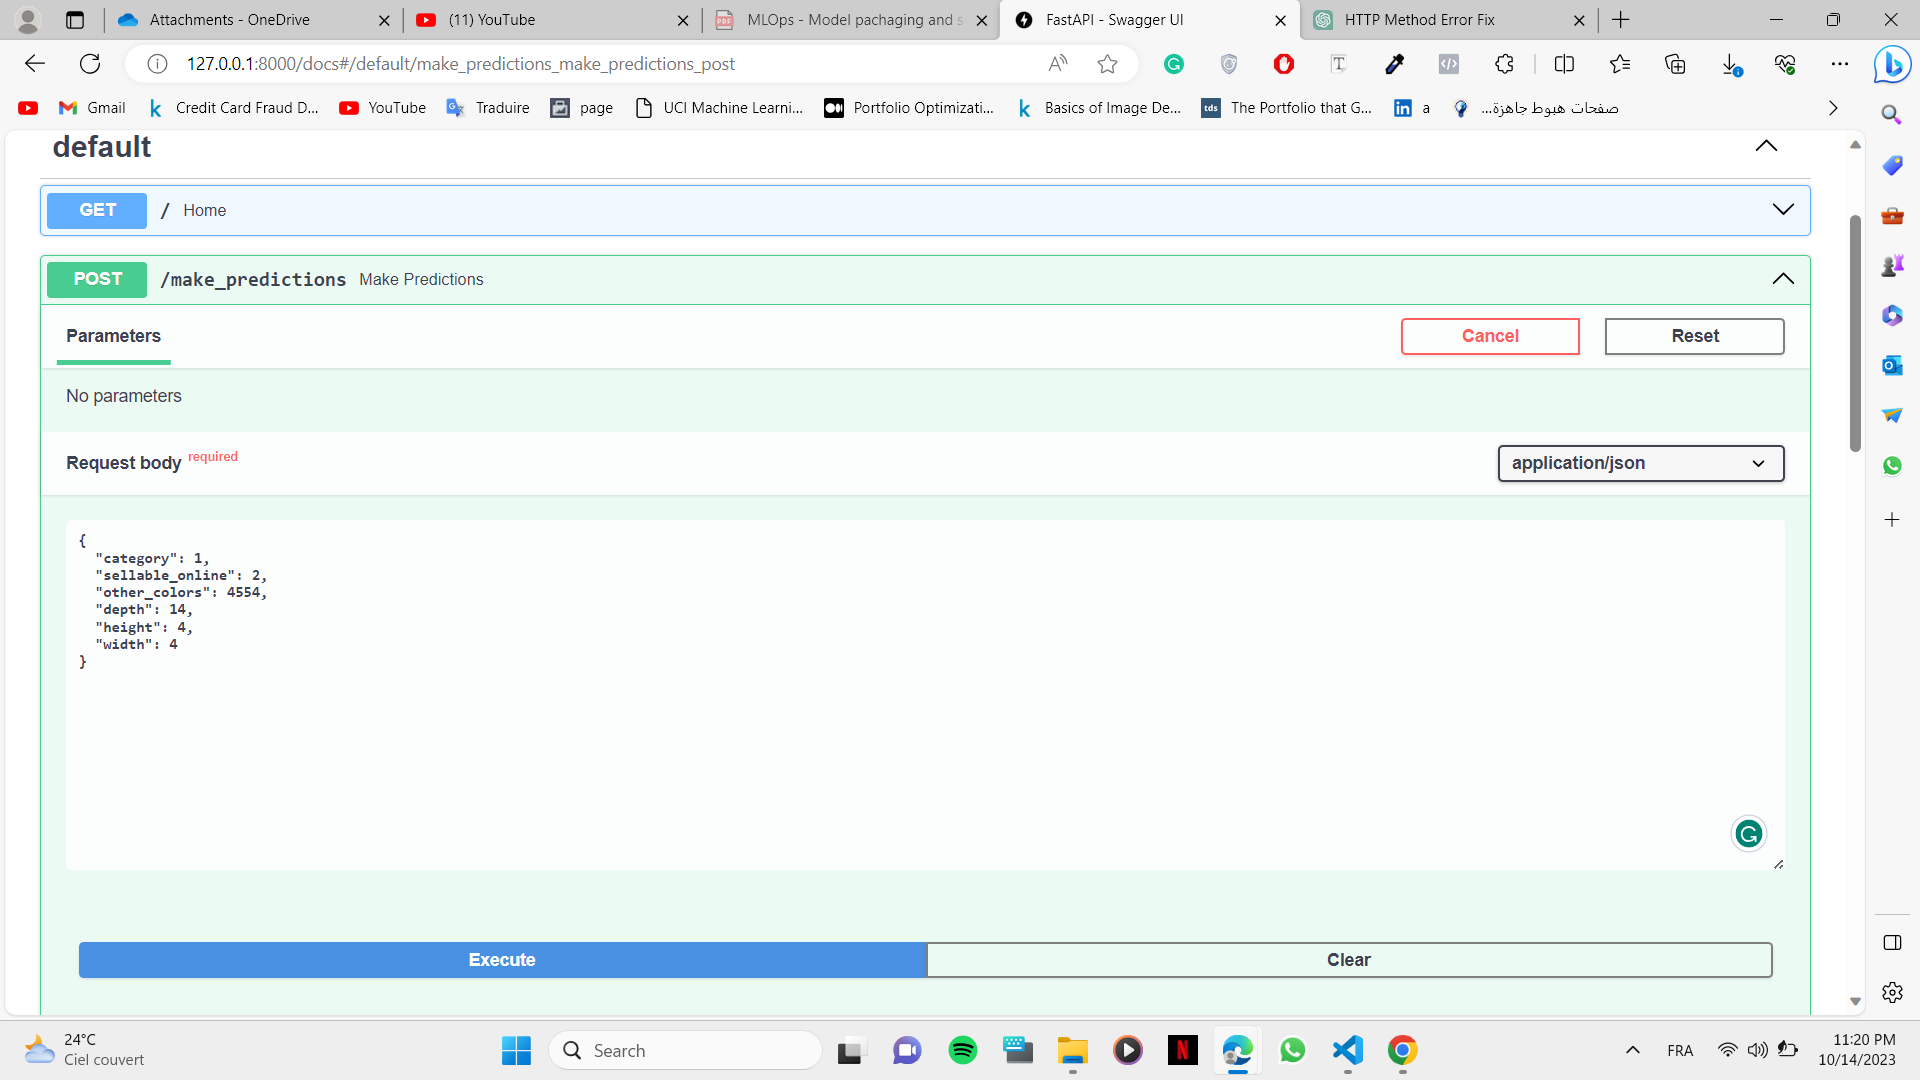 Attachments - OneDrive
(11) YouTube
MLOps - Model pachaging and s
FastAPI - Swagger UI
HTTP Method Error Fix
127.0.0.1:8000/docs#/default/make_predictions_make_predictions_post
Gmail
Credit Card Fraud D...
YouTube
Traduire
page
UCI Machine Learni...
Portfolio Optimizati...
Basics of Image De...
The Portfolio that G...
a
صفحات هبوط جاهزة...
default
GET / Home
POST /make_predictions Make Predictions
Parameters
Cancel
Reset
No parameters
Request body required
application/json
{
"category": 1,
"sellable_online": 2,
"other_colors": 4554,
"depth": 14,
"height": 4,
"width": 4
}
Execute
Clear
24°C
Ciel couvert
Search
FRA
11:20 PM
10/14/2023